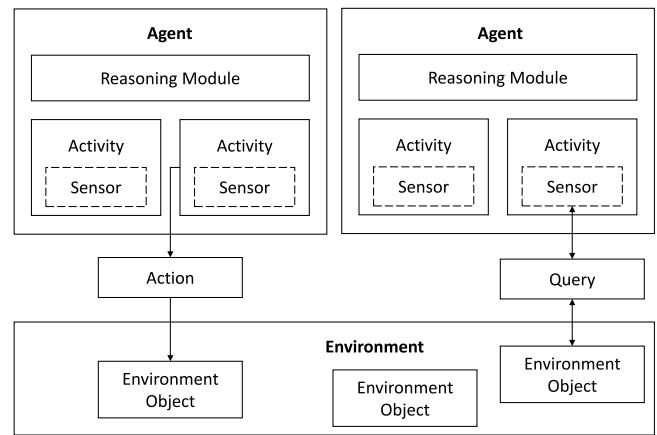 Agent
Reasoning Module
Activity
Sensor
Activity
Sensor
Agent
Reasoning Module
Activity
Sensor
Activity
Sensor
Action
Query
Environment
Environment
Object
Environment
Object
Environment
Object